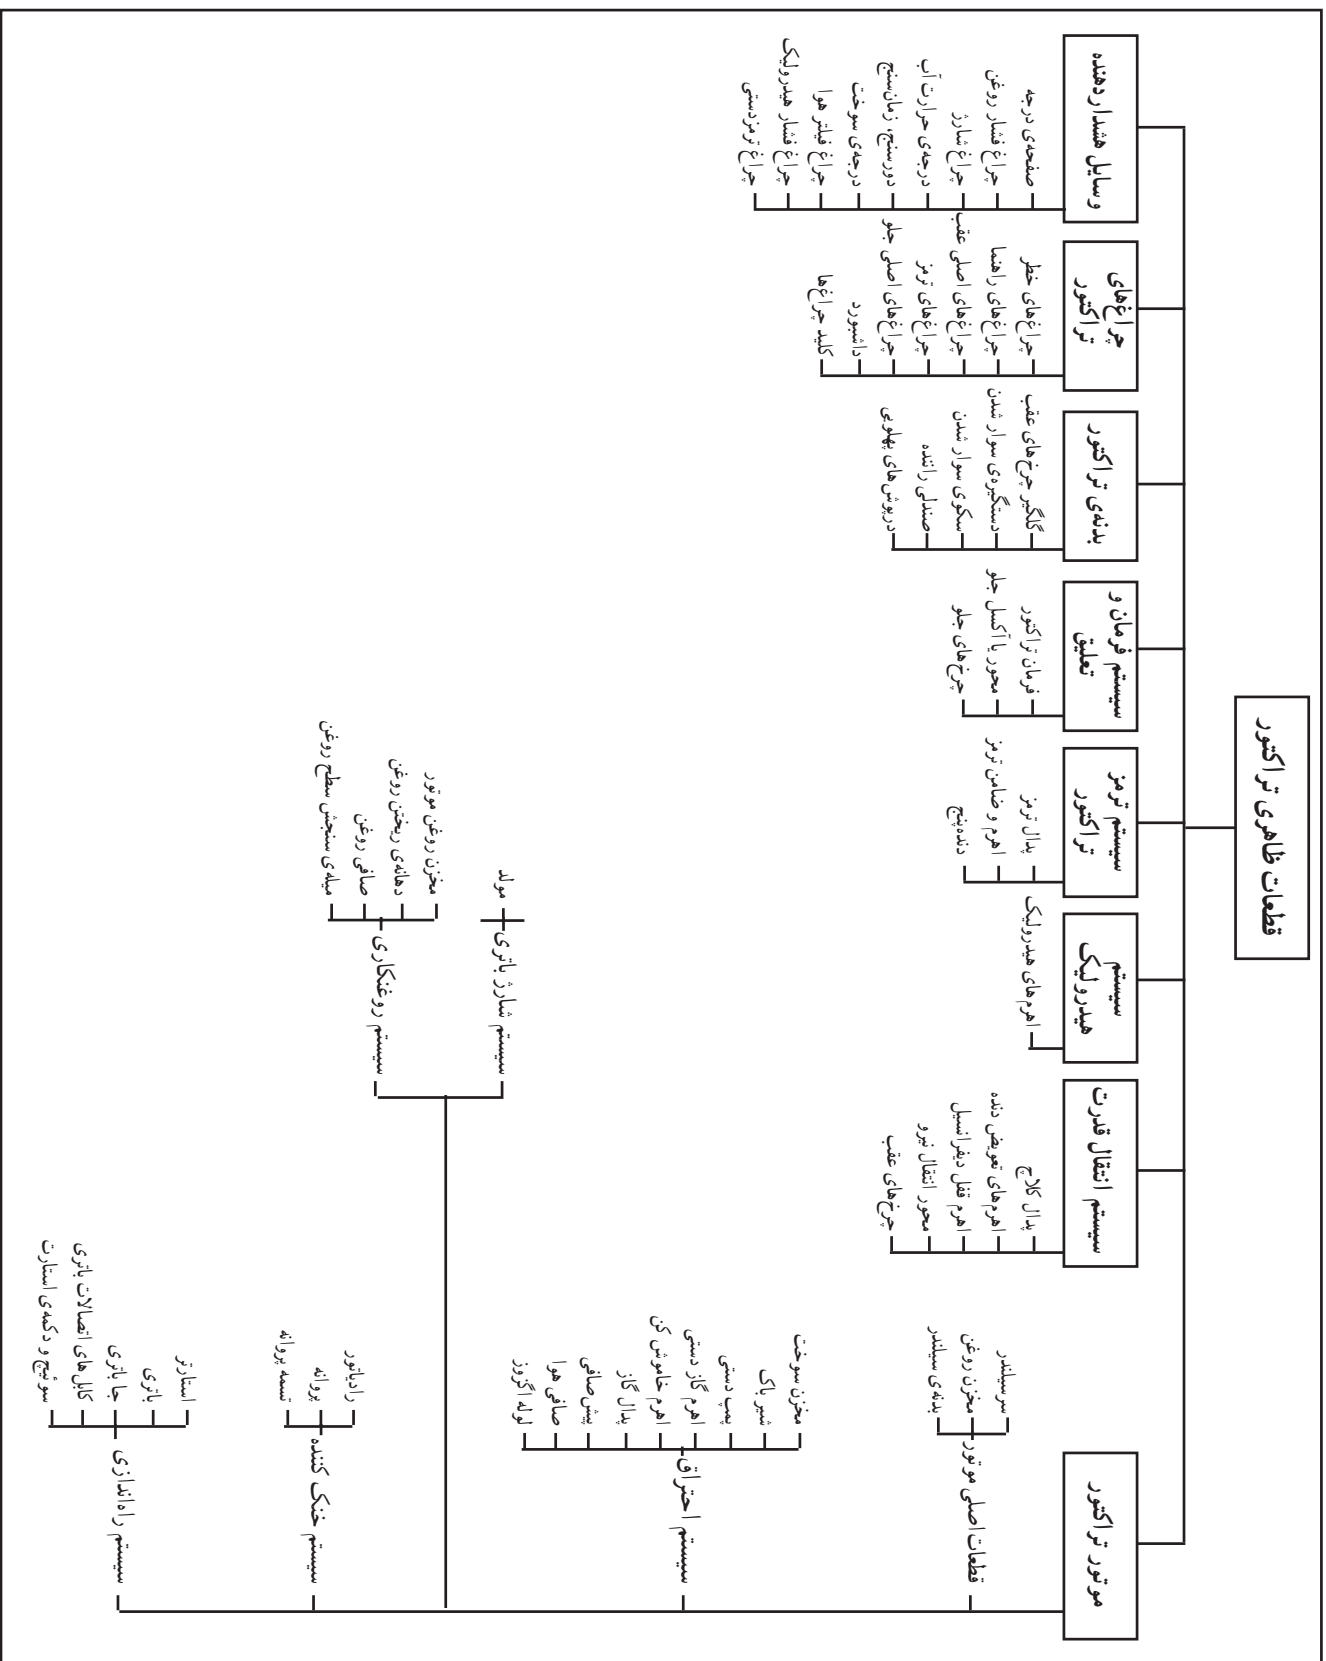 قطعات ظاهری تراکتور
موتور تراکتور
قطعات اصلی موتور
سرسیلندر
مخزن روغن
بدنه‌ی سیلندر
سیستم احتراق
مخزن سوخت
شیر باک
پمپ دستی
اهرم گاز دستی
اهرم خاموش کن
پدال گاز
پیش‌صافی
صافی هوا
لوله اگزوز
سیستم شارژ باتری
مولد
سیستم روغنکاری
مخزن روغن موتور
دهانه‌ی ریختن روغن
صافی روغن
میله‌ی سنجش سطح روغن
سیستم خنک کننده
رادیاتور
پروانه
تسمه پروانه
سیستم راه‌اندازی
استارتر
باتری
جا باتری
کابل‌های اتصالات باتری
سوئیچ و دکمه‌ی استارت
سیستم انتقال قدرت
پدال کلاچ
اهرم‌های تعویض دنده
اهرم قفل دیفرانسیل
محور انتقال نیرو
چرخ‌های عقب
سیستم
هیدرولیک
اهرم‌های هیدرولیک
سیستم ترمز
تراکتور
پدال ترمز
اهرم و ضامن ترمز
دنده‌پنج
سیستم فرمان و
تعلیق
فرمان تراکتور
محور یا آکسل جلو
چرخ‌های جلو
بدنه‌ی تراکتور
گلگیر چرخ‌های عقب
دستگیره‌ی سوار شدن
سکوی سوار شدن
صندلی راننده
درپوش‌های پهلویی
چراغ‌های
تراکتور
چراغ‌های خطر
چراغ‌های راهنما
چراغ‌های اصلی عقب
چراغ‌های ترمز
چراغ‌های اصلی جلو
داشبورد
کلید چراغ‌ها
وسایل هشدار دهنده
صفحه‌ی درجه
چراغ فشار روغن
چراغ شارژ
درجه‌ی حرارت آب
دورسنج، زمان‌سنج
درجه‌ی سوخت
چراغ فیلتر هوا
چراغ فشار هیدرولیک
چراغ ترمزدستی